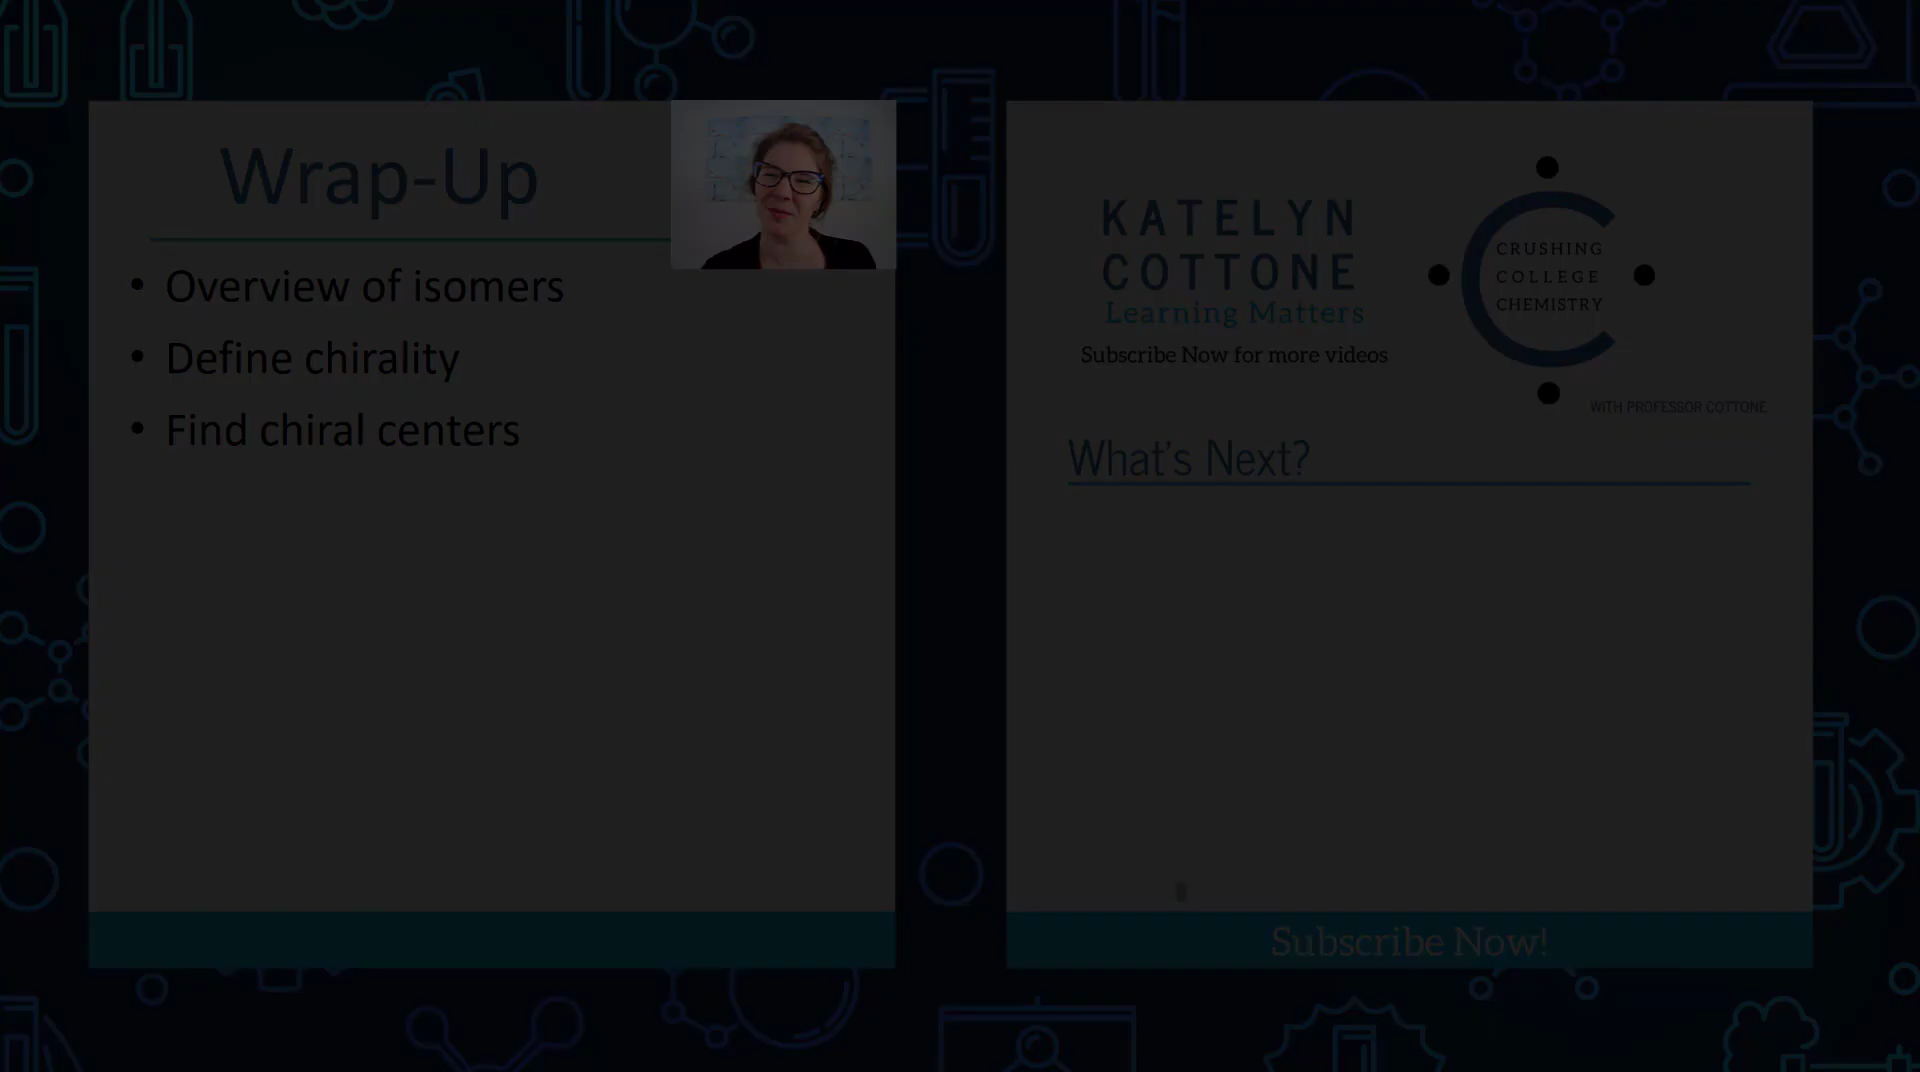 Wrap-Up
• Overview of isomers
• Define chirality
• Find chiral centers
KATELYN
COTTONE
Learning Matters
Subscribe Now for more videos
CRUSHING
COLLEGE
CHEMISTRY
WITH PROFESSOR COTTONE
What's Next?
Subscribe Now!